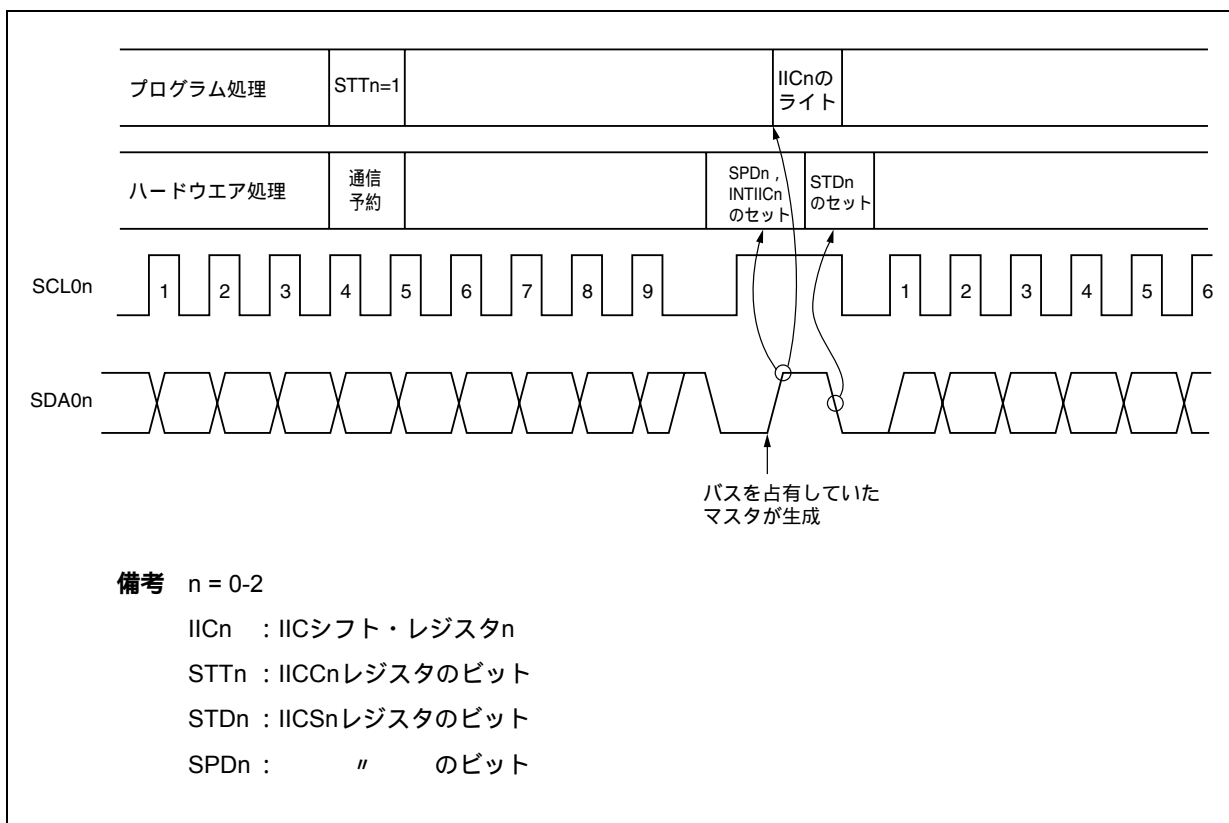 プログラム処理
STTn=1
IICnの
ライト
ハードウエア処理
通信
予約
SPDn，
INTIICn
のセット
STDn
のセット
SCL0n
1 2 3 4 5 6 7 8 9 1 2 3 4 5 6
SDA0n
バスを占有していた
マスタが生成
備考 n = 0-2
IICn ：IICシフト・レジスタn
STTn ：IICCnレジスタのビット
STDn ：IICSnレジスタのビット
SPDn ： 〃 のビット